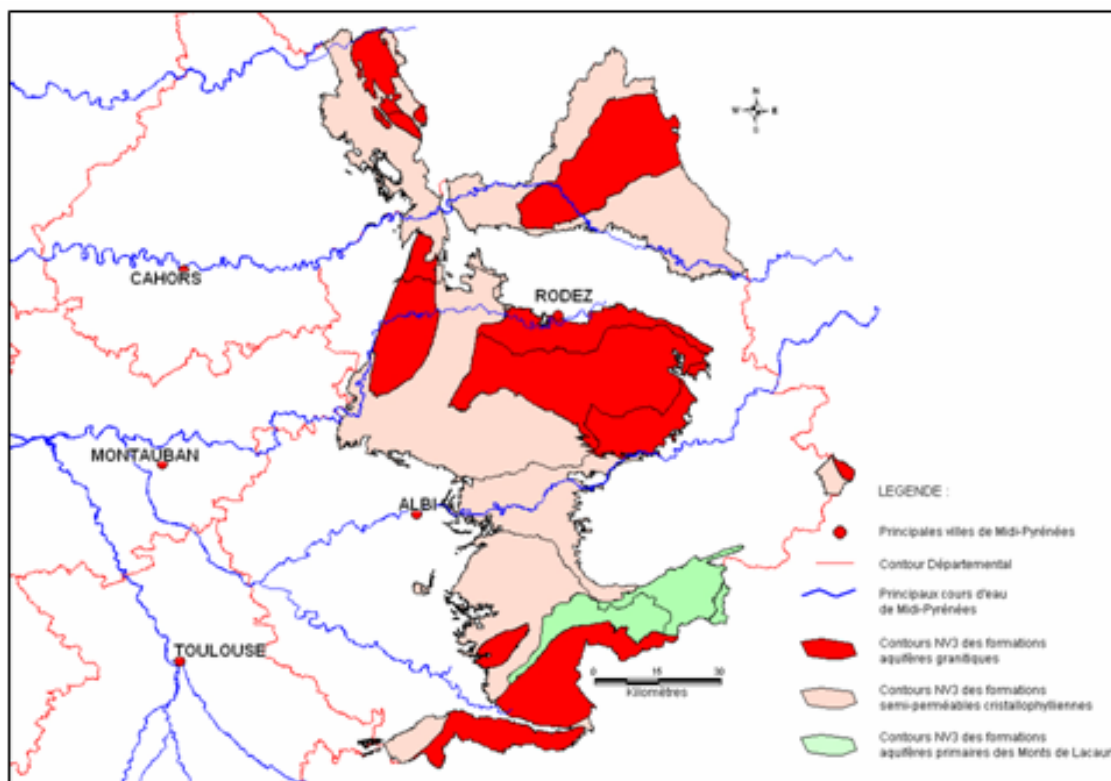 N
W E
S
CAHORS
RODEZ
MONTAUBAN
ALBI
TOULOUSE
LEGENDE :
Principales villes de Midi-Pyrénées
Contour Départemental
Principaux cours d'eau
de Midi-Pyrénées
Contours NV3 des formations
aquifères granitiques
Contours NV3 des formations
semi-perméables cristallophylliennes
Contours NV3 des formations
aquifères primaires des Monts de Lacaun
0 15 30
Kilomètres